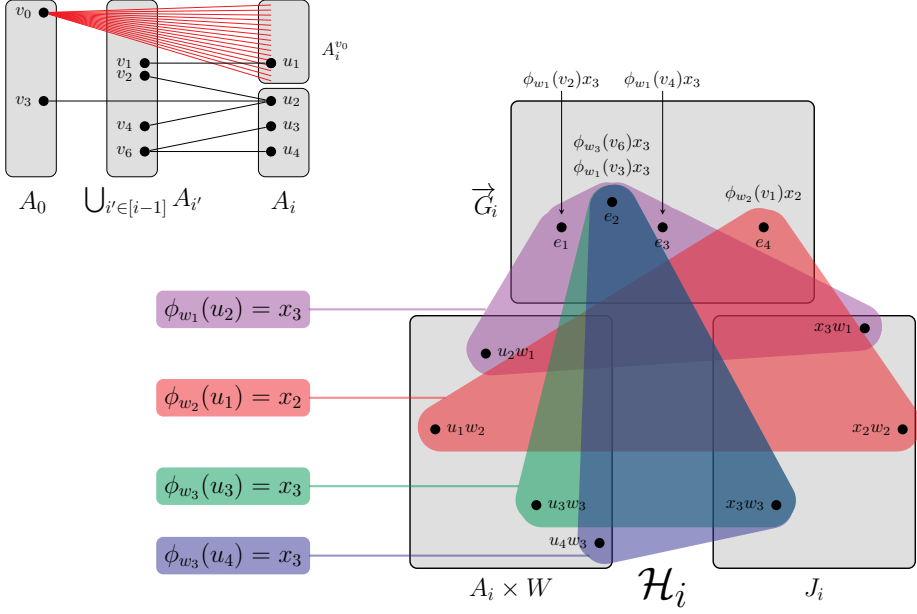 v₀
A_i^{v₀}
v₁
u₁
v₂
v₃
u₂
v₄
u₃
v₆
u₄
A₀
⋃_{i′∈[i−1]} A_{i′}
A_i
ϕ_{w₁}(v₂)x₃
ϕ_{w₁}(v₄)x₃
ϕ_{w₃}(v₆)x₃
ϕ_{w₁}(v₃)x₃
ϕ_{w₂}(v₁)x₂
\overrightarrow{G}_i
e₁
e₂
e₃
e₄
ϕ_{w₁}(u₂) = x₃
x₃w₁
u₂w₁
ϕ_{w₂}(u₁) = x₂
u₁w₂
x₂w₂
ϕ_{w₃}(u₃) = x₃
u₃w₃
x₃w₃
ϕ_{w₃}(u₄) = x₃
u₄w₃
A_i × W
ℋ_i
J_i